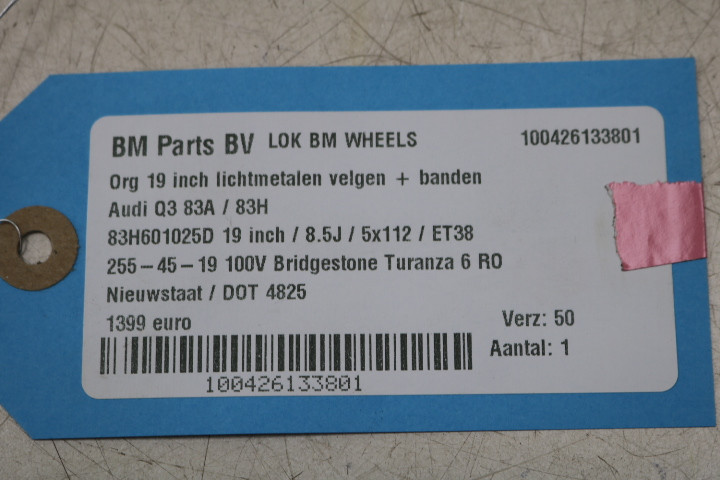 BM Parts BV LOK BM WHEELS 100426133801
Org 19 inch lichtmetalen velgen + banden
Audi Q3 83A / 83H
83H601025D 19 inch / 8.5J / 5x112 / ET38
255-45-19 100V Bridgestone Turanza 6 RO
Nieuwstaat / DOT 4825
1399 euro Verz: 50
Aantal: 1
100426133801